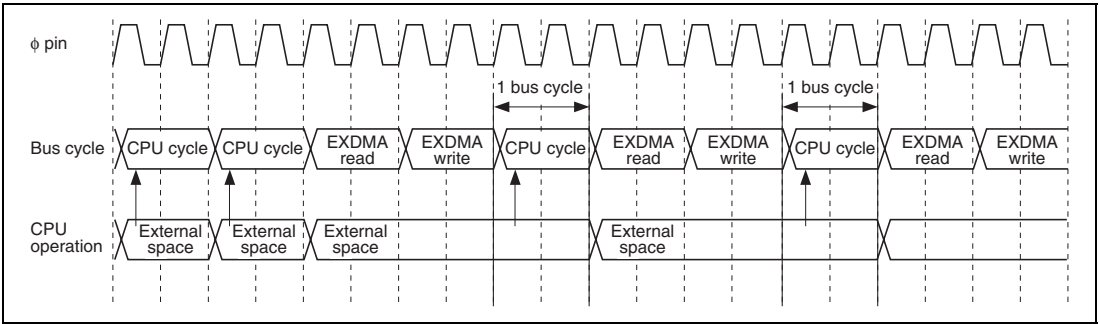 φ pin
1 bus cycle 1 bus cycle
Bus cycle CPU cycle CPU cycle EXDMA read EXDMA write CPU cycle EXDMA read EXDMA write CPU cycle EXDMA read EXDMA write
CPU operation External space External space External space External space